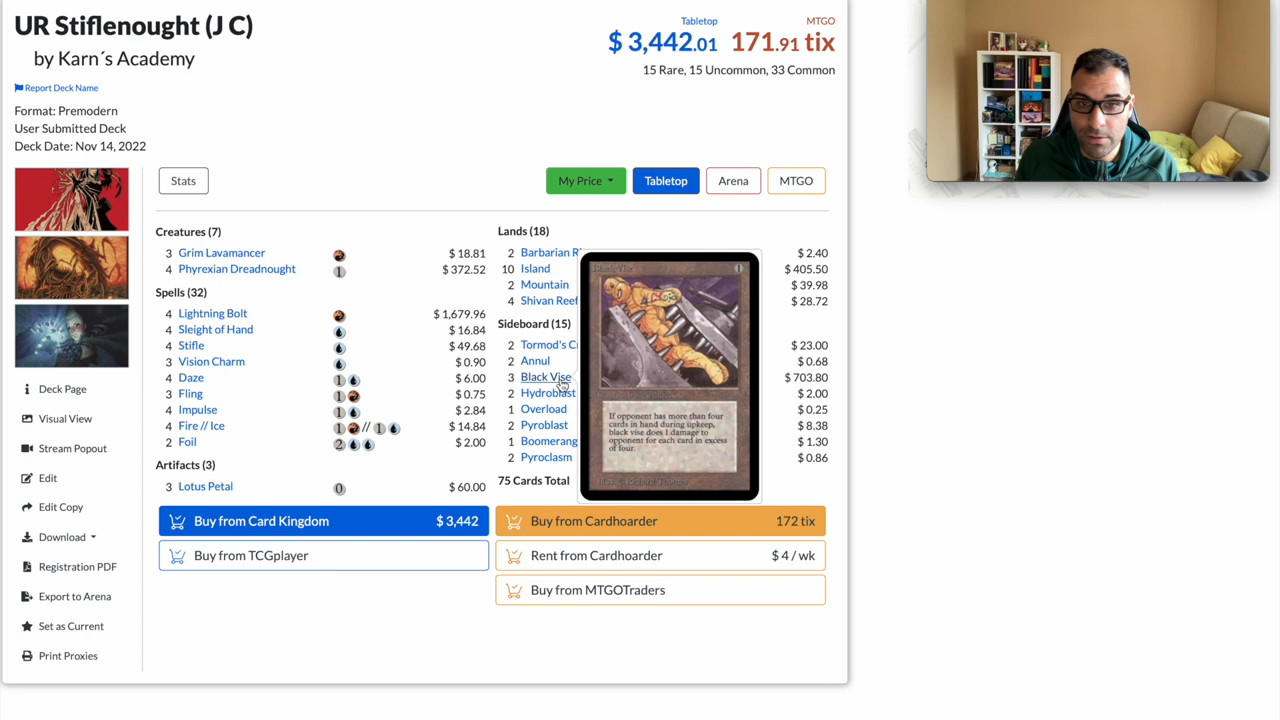 UR Stiflenought (J C)
by Karn´s Academy
Report Deck Name
Format: Premodern
User Submitted Deck
Deck Date: Nov 14, 2022
Tabletop
$ 3,442.01
MTGO
171.91 tix
15 Rare, 15 Uncommon, 33 Common
Stats
My Price
Tabletop
Arena
MTGO
Deck Page
Visual View
Stream Popout
Edit
Edit Copy
Download
Registration PDF
Export to Arena
Set as Current
Print Proxies
Creatures (7)
3 Grim Lavamancer $ 18.81
4 Phyrexian Dreadnought 1 $ 372.52
Spells (32)
4 Lightning Bolt $ 1,679.96
4 Sleight of Hand $ 16.84
4 Stifle $ 49.68
3 Vision Charm $ 0.90
4 Daze 1 $ 6.00
3 Fling 1 $ 0.75
4 Impulse 1 $ 2.84
4 Fire // Ice 1 // 1 $ 14.84
2 Foil 2 $ 2.00
Artifacts (3)
3 Lotus Petal 0 $ 60.00
Lands (18)
2 Barbarian R $ 2.40
10 Island $ 405.50
2 Mountain $ 39.98
4 Shivan Reef $ 28.72
Sideboard (15)
2 Tormod's C $ 23.00
2 Annul $ 0.68
3 Black Vise $ 703.80
2 Hydroblast $ 2.00
1 Overload $ 0.25
2 Pyroblast $ 8.38
1 Boomerang $ 1.30
2 Pyroclasm $ 0.86
75 Cards Total
Black Vise 1
If opponent has more than four
cards in hand during upkeep,
black vise does 1 damage to
opponent for each card in excess
of four.
Buy from Card Kingdom $ 3,442
Buy from TCGplayer
Buy from Cardhoarder 172 tix
Rent from Cardhoarder $ 4 / wk
Buy from MTGOTraders